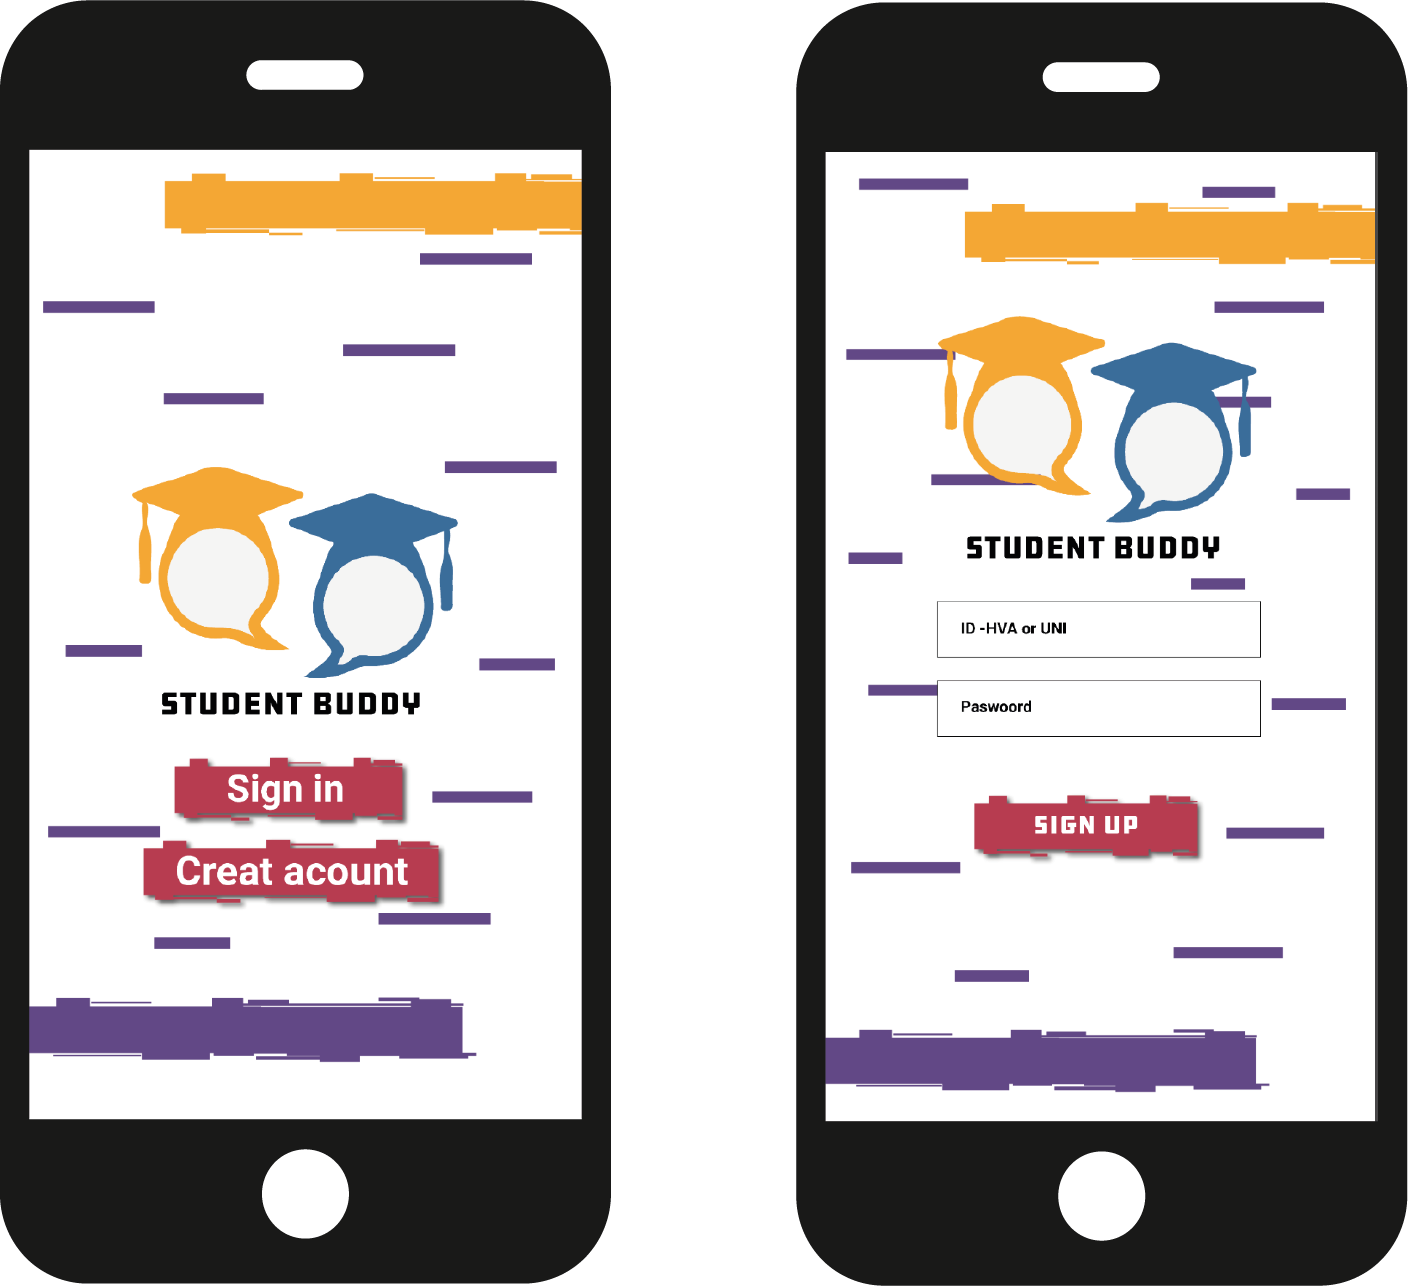 STUDENT BUDDY
Sign in
Creat acount
STUDENT BUDDY
ID -HVA or UNI
Paswoord
SIGN UP